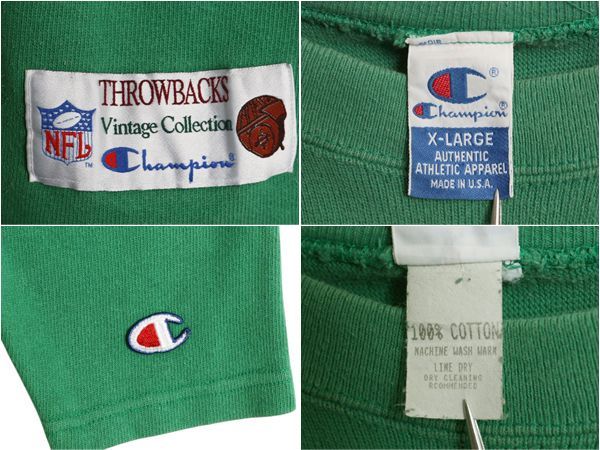 THROWBACKS
Vintage Collection
NFL
TM
Champion®
Champion®
X-LARGE
AUTHENTIC
ATHLETIC APPAREL
MADE IN U.S.A.
100% COTTON
MACHINE WASH WARM
LINE DRY
DRY CLEANING
RECOMMENDED